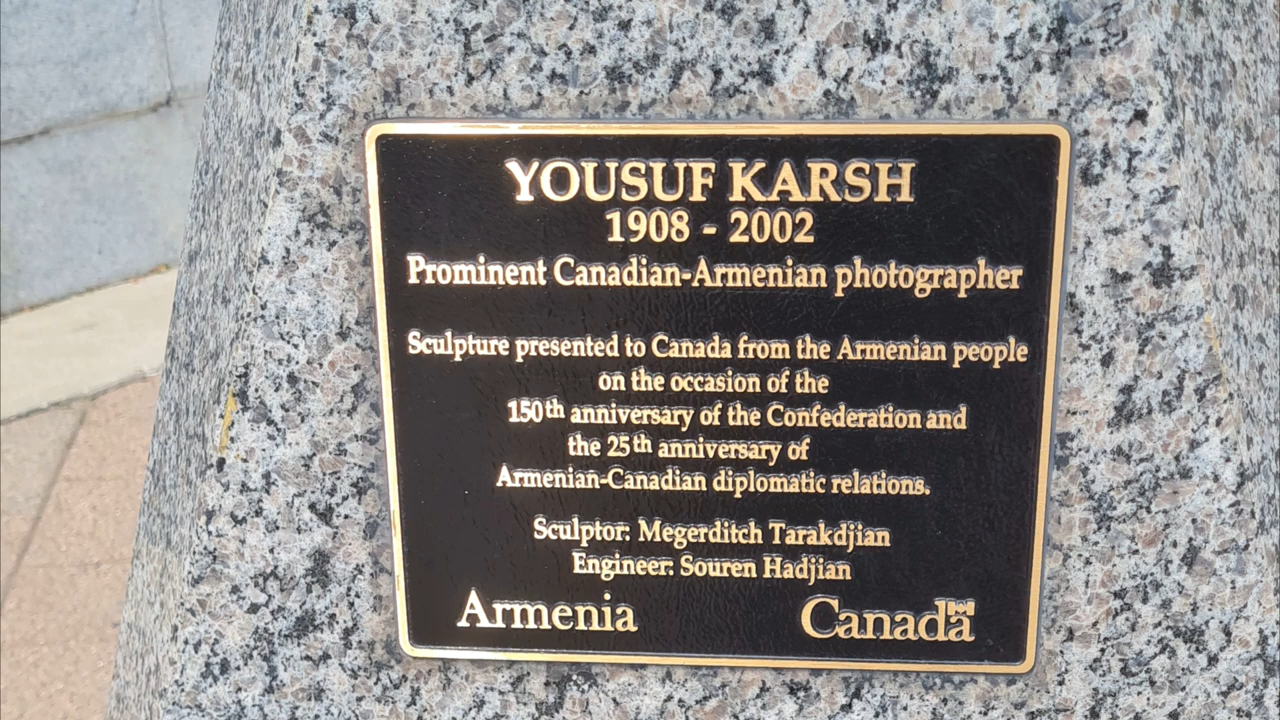 YOUSUF KARSH
1908 - 2002
Prominent Canadian-Armenian photographer
Sculpture presented to Canada from the Armenian people
on the occasion of the
150th anniversary of the Confederation and
the 25th anniversary of
Armenian-Canadian diplomatic relations.
Sculptor: Megerditch Tarakdjian
Engineer: Souren Hadjian
Armenia Canada